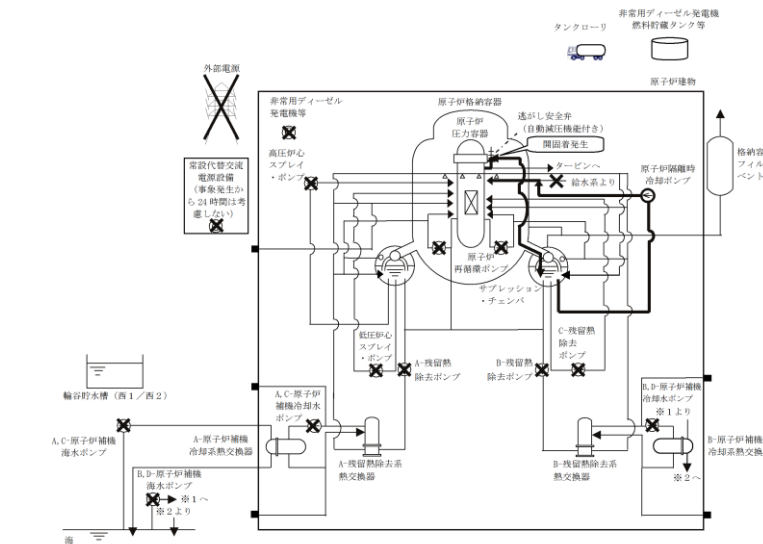 非常用ディーゼル発電機
燃料貯蔵タンク等
タンクローリ
原子炉建物
外部電源
非常用ディーゼル
発電機等
原子炉格納容器
原子炉
圧力容器
逃がし安全弁
(自動減圧機能付き)
開固着発生
タービンへ
給水系より
原子炉隔離時
冷却ポンプ
格納容
フィル
ベント
高圧炉心
スプレイ
・ポンプ
常設代替交流
電源設備
(事象発生か
ら24時間は考
慮しない)
原子炉
再循環ポンプ
サプレッション
・チェンバ
低圧炉心
スプレイ
・ポンプ
A-残留熱
除去ポンプ
B-残留熱
除去ポンプ
C-残留熱
除去
ポンプ
輪谷貯水槽(西1/西2)
A,C-原子炉
補機冷却水
ポンプ
B,D-原子炉補機
冷却水ポンプ
※1より
A,C-原子炉補機
海水ポンプ
A-原子炉補機
冷却系熱交換器
B-原子炉補機
冷却系熱交換
A-残留熱除去系
熱交換器
B-残留熱除去系
熱交換器
※2へ
B,D-原子炉補機
海水ポンプ
※1へ
※2より
海